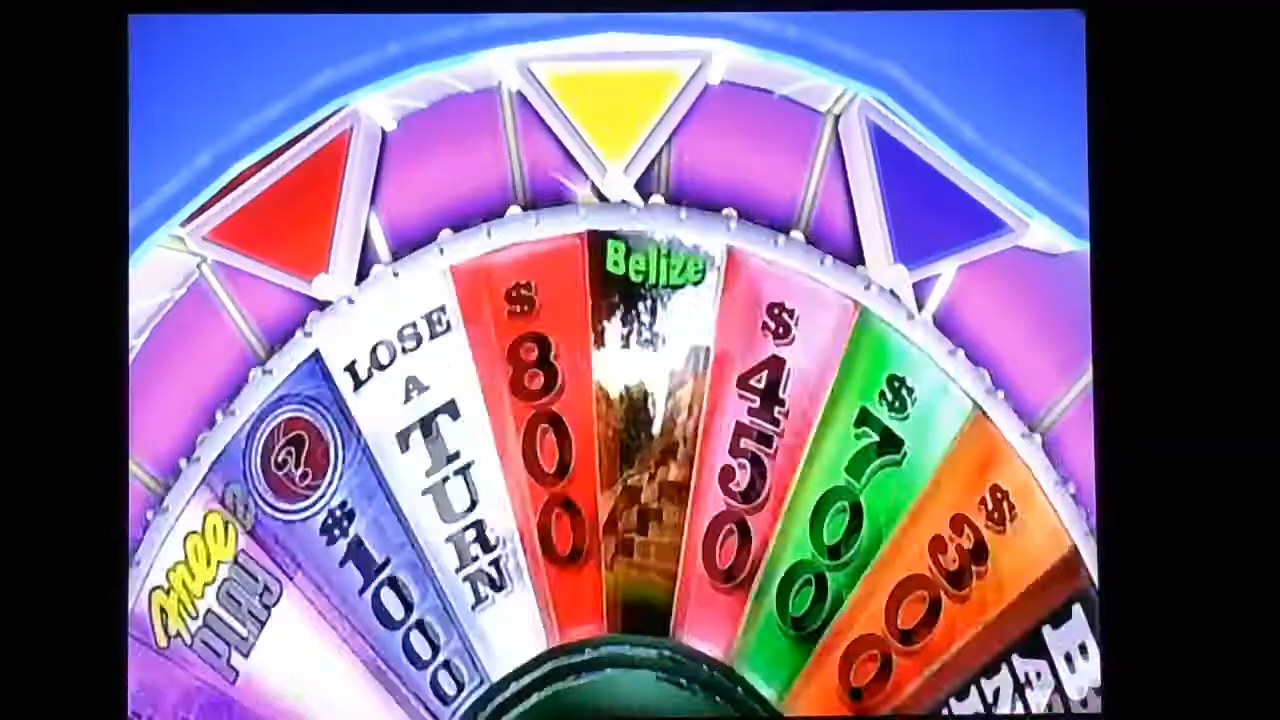 Free
PLAY
?
$1000
LOSE
A
TURN
$800
Belize
$450
$700
$300